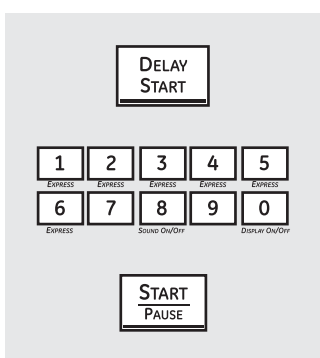 DELAY
START
1 2 3 4 5
EXPRESS EXPRESS EXPRESS EXPRESS EXPRESS
6 7 8 9 0
EXPRESS SOUND ON/OFF DISPLAY ON/OFF
START
PAUSE